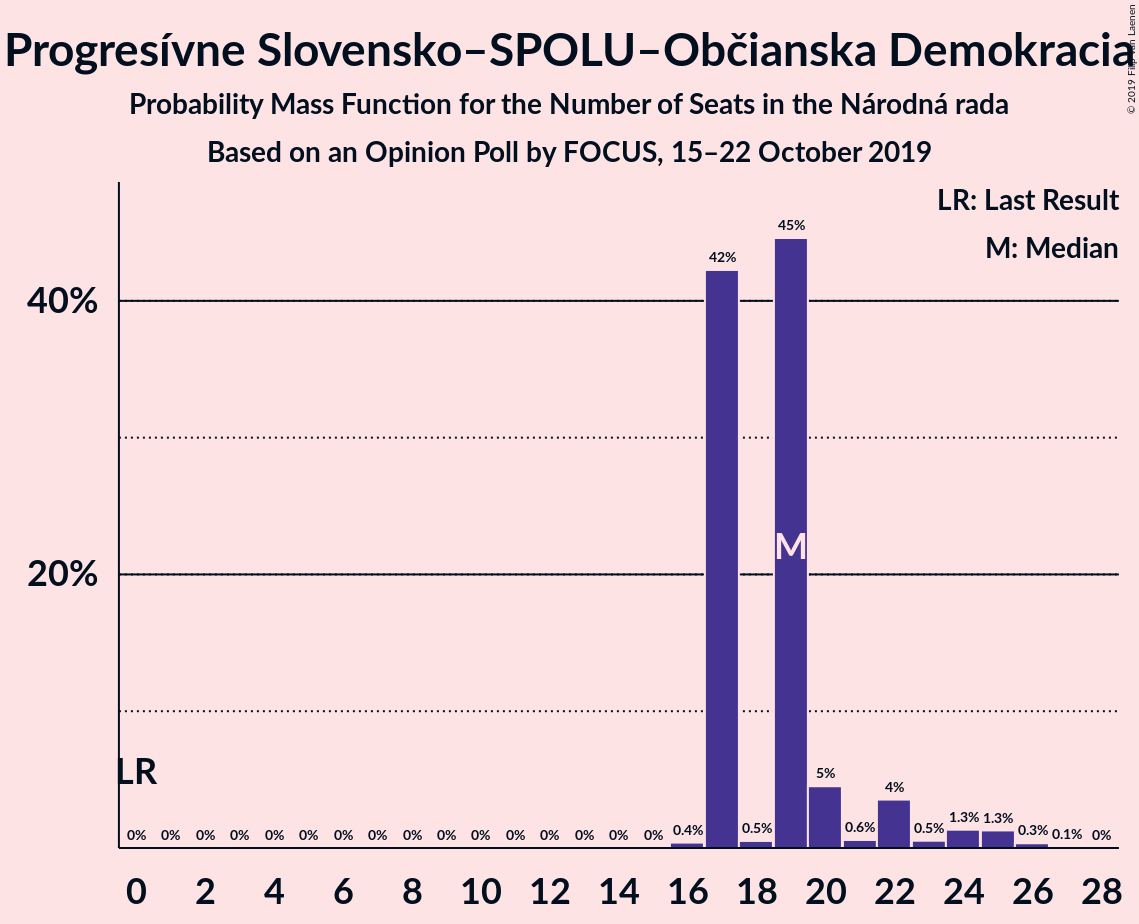 Progresívne Slovensko–SPOLU–Občianska Demokracia
© 2019 Filip van Laenen
Probability Mass Function for the Number of Seats in the Národná rada
Based on an Opinion Poll by FOCUS, 15–22 October 2019
LR: Last Result
M: Median
40%
20%
LR
M
0% 0% 0% 0% 0% 0% 0% 0% 0% 0% 0% 0% 0% 0% 0% 0% 0.4% 42% 0.5% 45% 5% 0.6% 4% 0.5% 1.3% 1.3% 0.3% 0.1% 0%
0 2 4 6 8 10 12 14 16 18 20 22 24 26 28